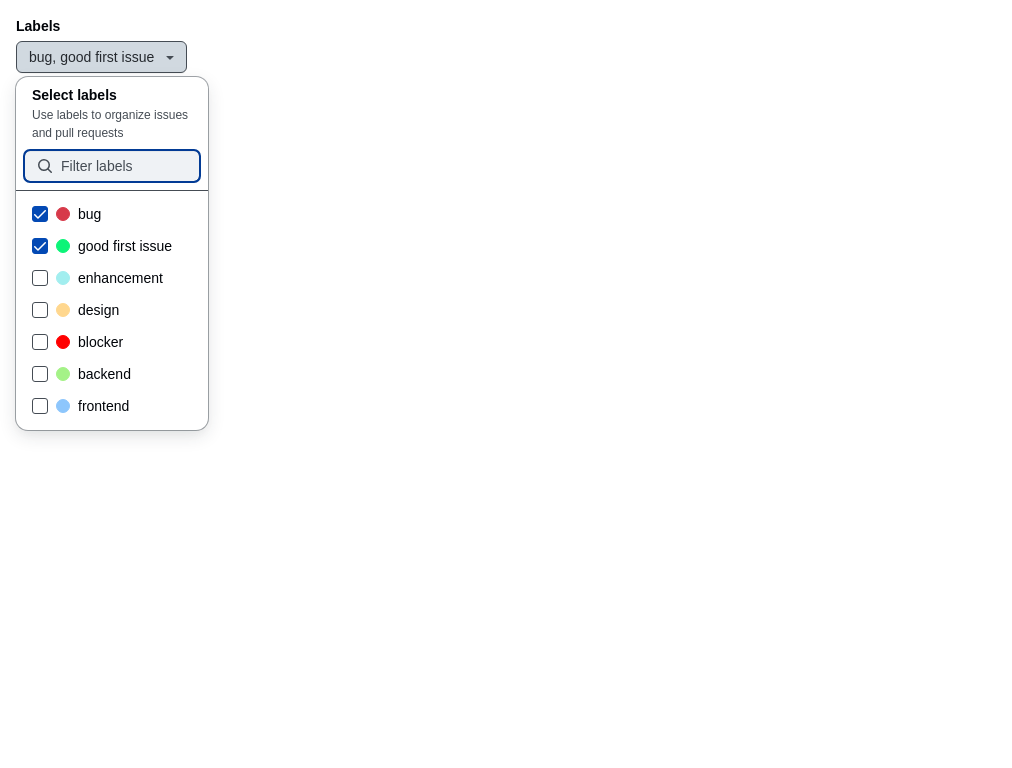 Labels
bug, good first issue
Select labels
Use labels to organize issues
and pull requests
Filter labels
bug
good first issue
enhancement
design
blocker
backend
frontend